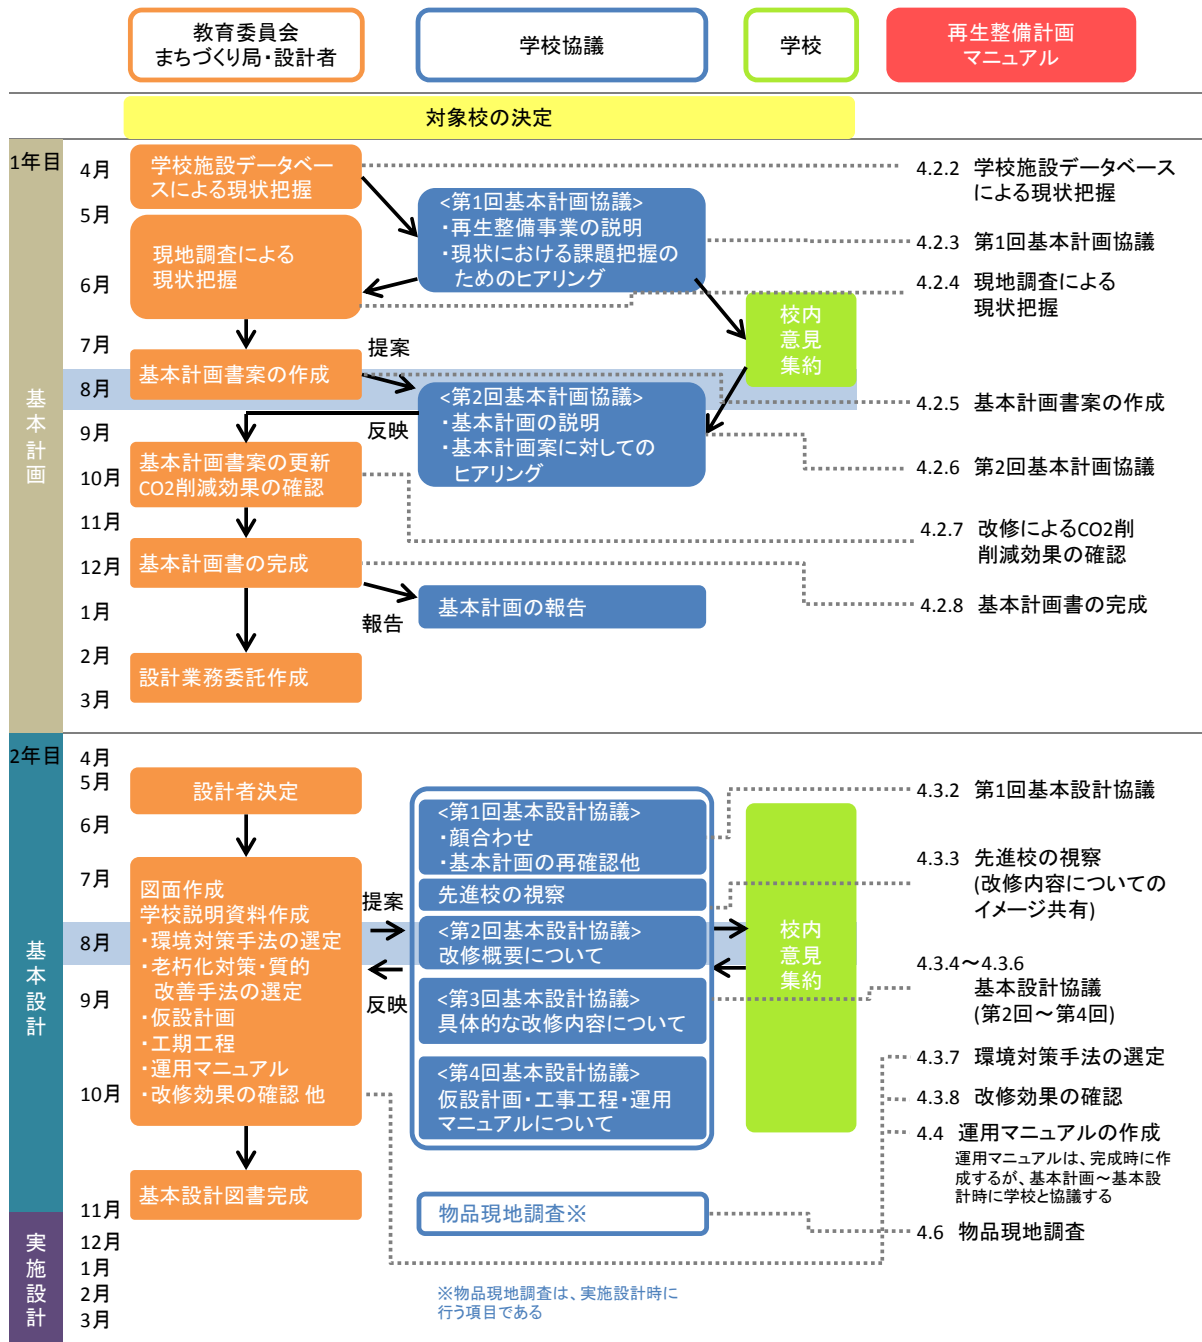 教育委員会
まちづくり局・設計者
学校協議
学校
再生整備計画
マニュアル
対象校の決定
基本計画
1年目
4月
5月
6月
7月
8月
9月
10月
11月
12月
1月
2月
3月
学校施設データベー
スによる現状把握
現地調査による
現状把握
基本計画書案の作成
基本計画書案の更新
CO2削減効果の確認
基本計画書の完成
設計業務委託作成
提案
反映
報告
<第1回基本計画協議>
・再生整備事業の説明
・現状における課題把握の
ためのヒアリング
<第2回基本計画協議>
・基本計画の説明
・基本計画案に対しての
ヒアリング
基本計画の報告
校内
意見
集約
4.2.2 学校施設データベース
による現状把握
4.2.3 第1回基本計画協議
4.2.4 現地調査による
現状把握
4.2.5 基本計画書案の作成
4.2.6 第2回基本計画協議
4.2.7 改修によるCO2削
削減効果の確認
4.2.8 基本計画書の完成
基本設計
2年目
4月
5月
6月
7月
8月
9月
10月
11月
実施設計
12月
1月
2月
3月
設計者決定
図面作成
学校説明資料作成
・環境対策手法の選定
・老朽化対策・質的
改善手法の選定
・仮設計画
・工期工程
・運用マニュアル
・改修効果の確認 他
基本設計図書完成
提案
反映
<第1回基本設計協議>
・顔合わせ
・基本計画の再確認他
先進校の視察
<第2回基本設計協議>
改修概要について
<第3回基本設計協議>
具体的な改修内容について
<第4回基本設計協議>
仮設計画・工事工程・運用
マニュアルについて
物品現地調査※
※物品現地調査は、実施設計時に
行う項目である
校内
意見
集約
4.3.2 第1回基本設計協議
4.3.3 先進校の視察
(改修内容についての
イメージ共有)
4.3.4～4.3.6
基本設計協議
(第2回～第4回)
4.3.7 環境対策手法の選定
4.3.8 改修効果の確認
4.4 運用マニュアルの作成
運用マニュアルは、完成時に作
成するが、基本計画～基本設
計時に学校と協議する
4.6 物品現地調査